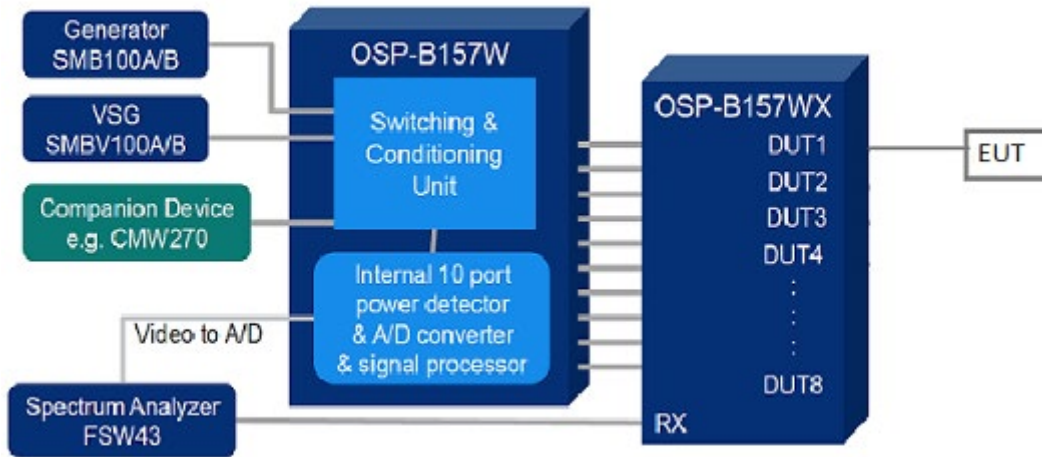 Generator
SMB100A/B
VSG
SMBV100A/B
Companion Device
e.g. CMW270
Video to A/D
Spectrum Analyzer
FSW43
OSP-B157W
Switching &
Conditioning
Unit
Internal 10 port
power detector
& A/D converter
& signal processor
OSP-B157WX
DUT1
DUT2
DUT3
DUT4
DUT8
RX
EUT